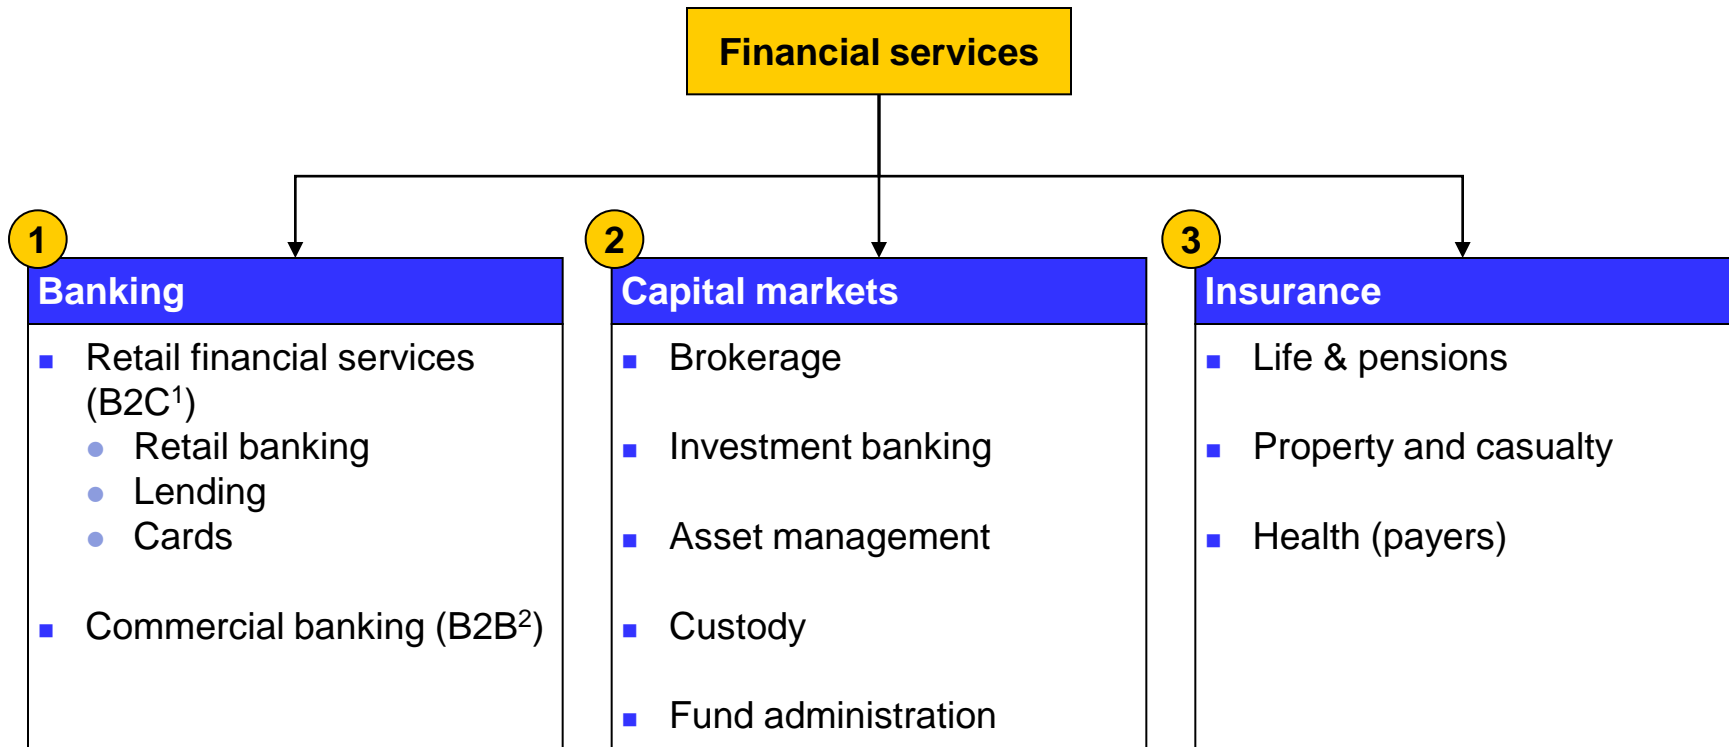 Financial services
1
Banking
Retail financial services
(B2C¹)
Retail banking
Lending
Cards
Commercial banking (B2B²)
2
Capital markets
Brokerage
Investment banking
Asset management
Custody
Fund administration
3
Insurance
Life & pensions
Property and casualty
Health (payers)